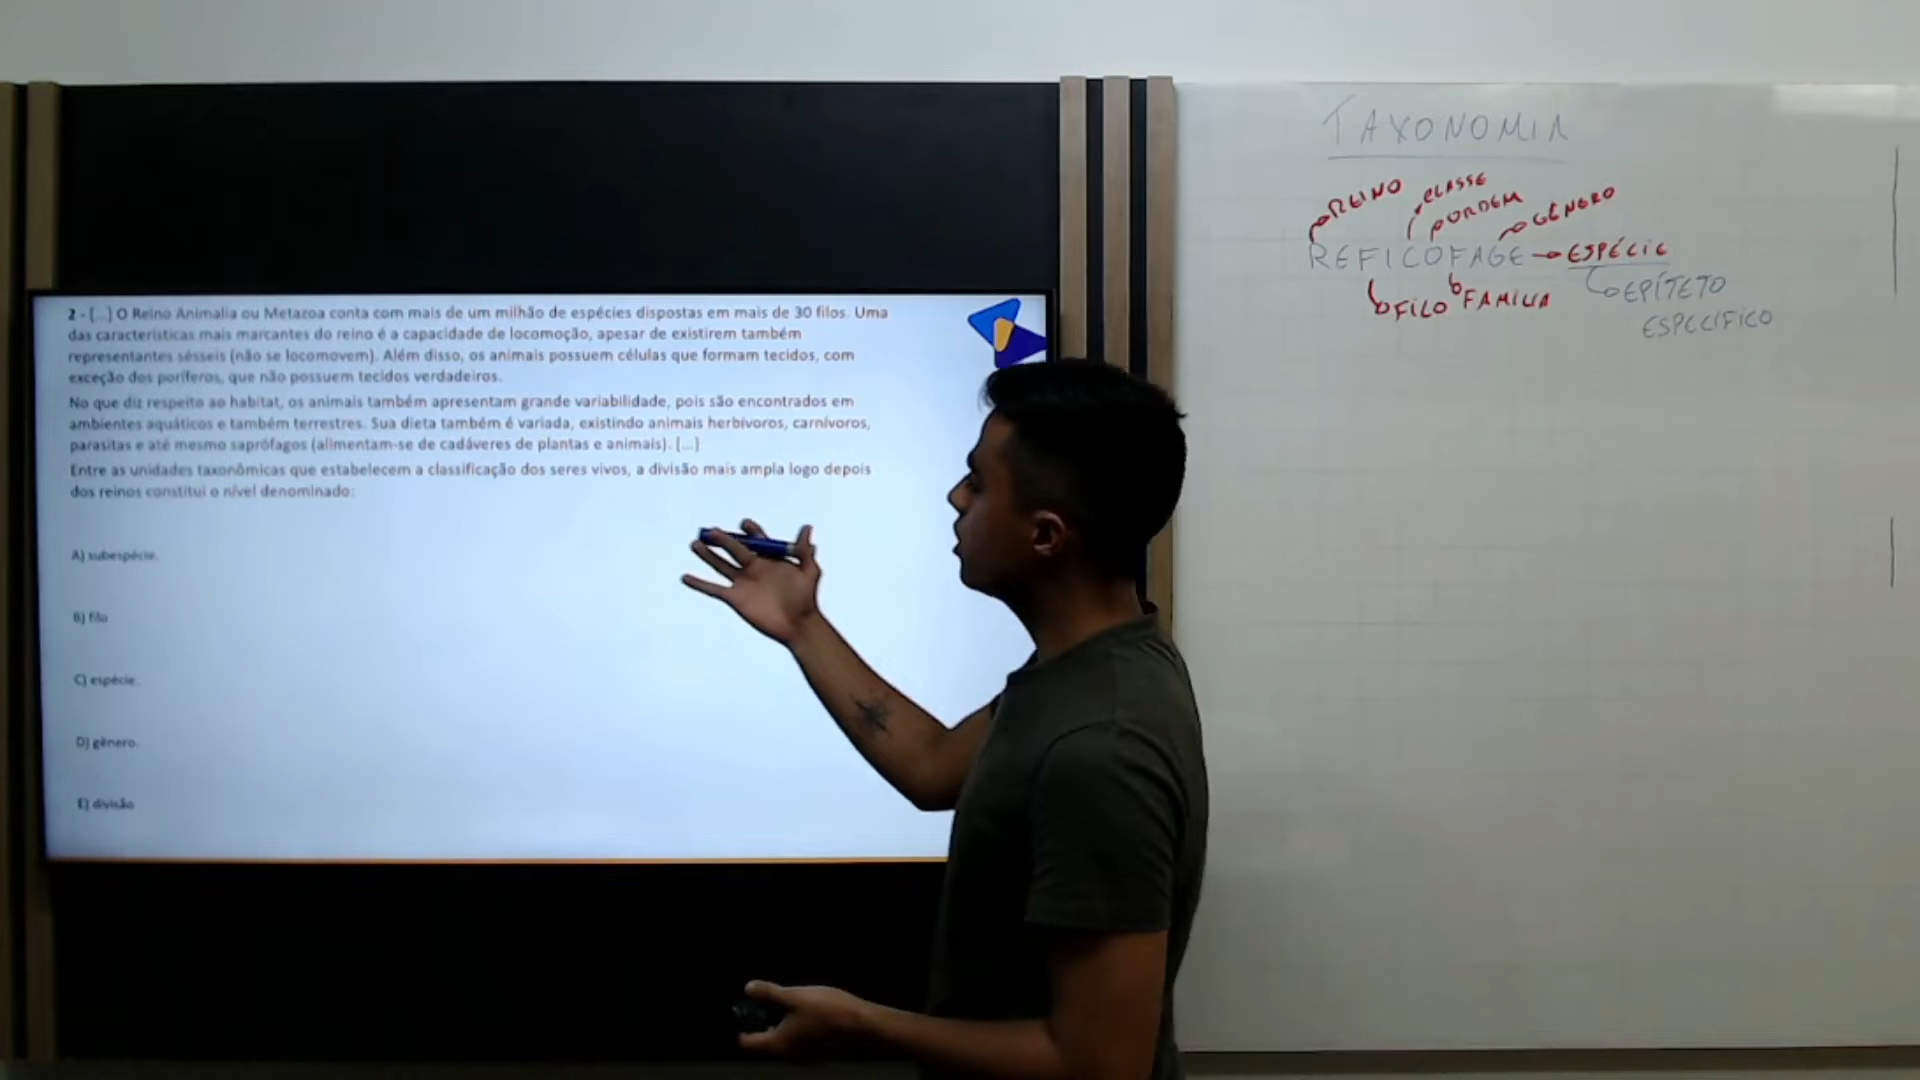 2 - [...] O Reino Animalia ou Metazoa conta com mais de um milhão de espécies dispostas em mais de 30 filos. Uma
das características mais marcantes do reino é a capacidade de locomoção, apesar de existirem também
representantes sésseis (não se locomovem). Além disso, os animais possuem células que formam tecidos, com
exceção dos poríferos, que não possuem tecidos verdadeiros.
No que diz respeito ao habitat, os animais também apresentam grande variabilidade, pois são encontrados em
ambientes aquáticos e também terrestres. Sua dieta também é variada, existindo animais herbívoros, carnívoros,
parasitas e até mesmo saprófagos (alimentam-se de cadáveres de plantas e animais). [...]
Entre as unidades taxonômicas que estabelecem a classificação dos seres vivos, a divisão mais ampla logo depois
dos reinos constitui o nível denominado:
A) subespécie.
B) filo
C) espécie.
D) gênero.
E) divisão
TAXONOMIA
REINO
CLASSE
ORDEM
GÊNERO
REFICOFAGE
ESPÉCIE
FILO
FAMILIA
EPÍTETO
ESPECÍFICO